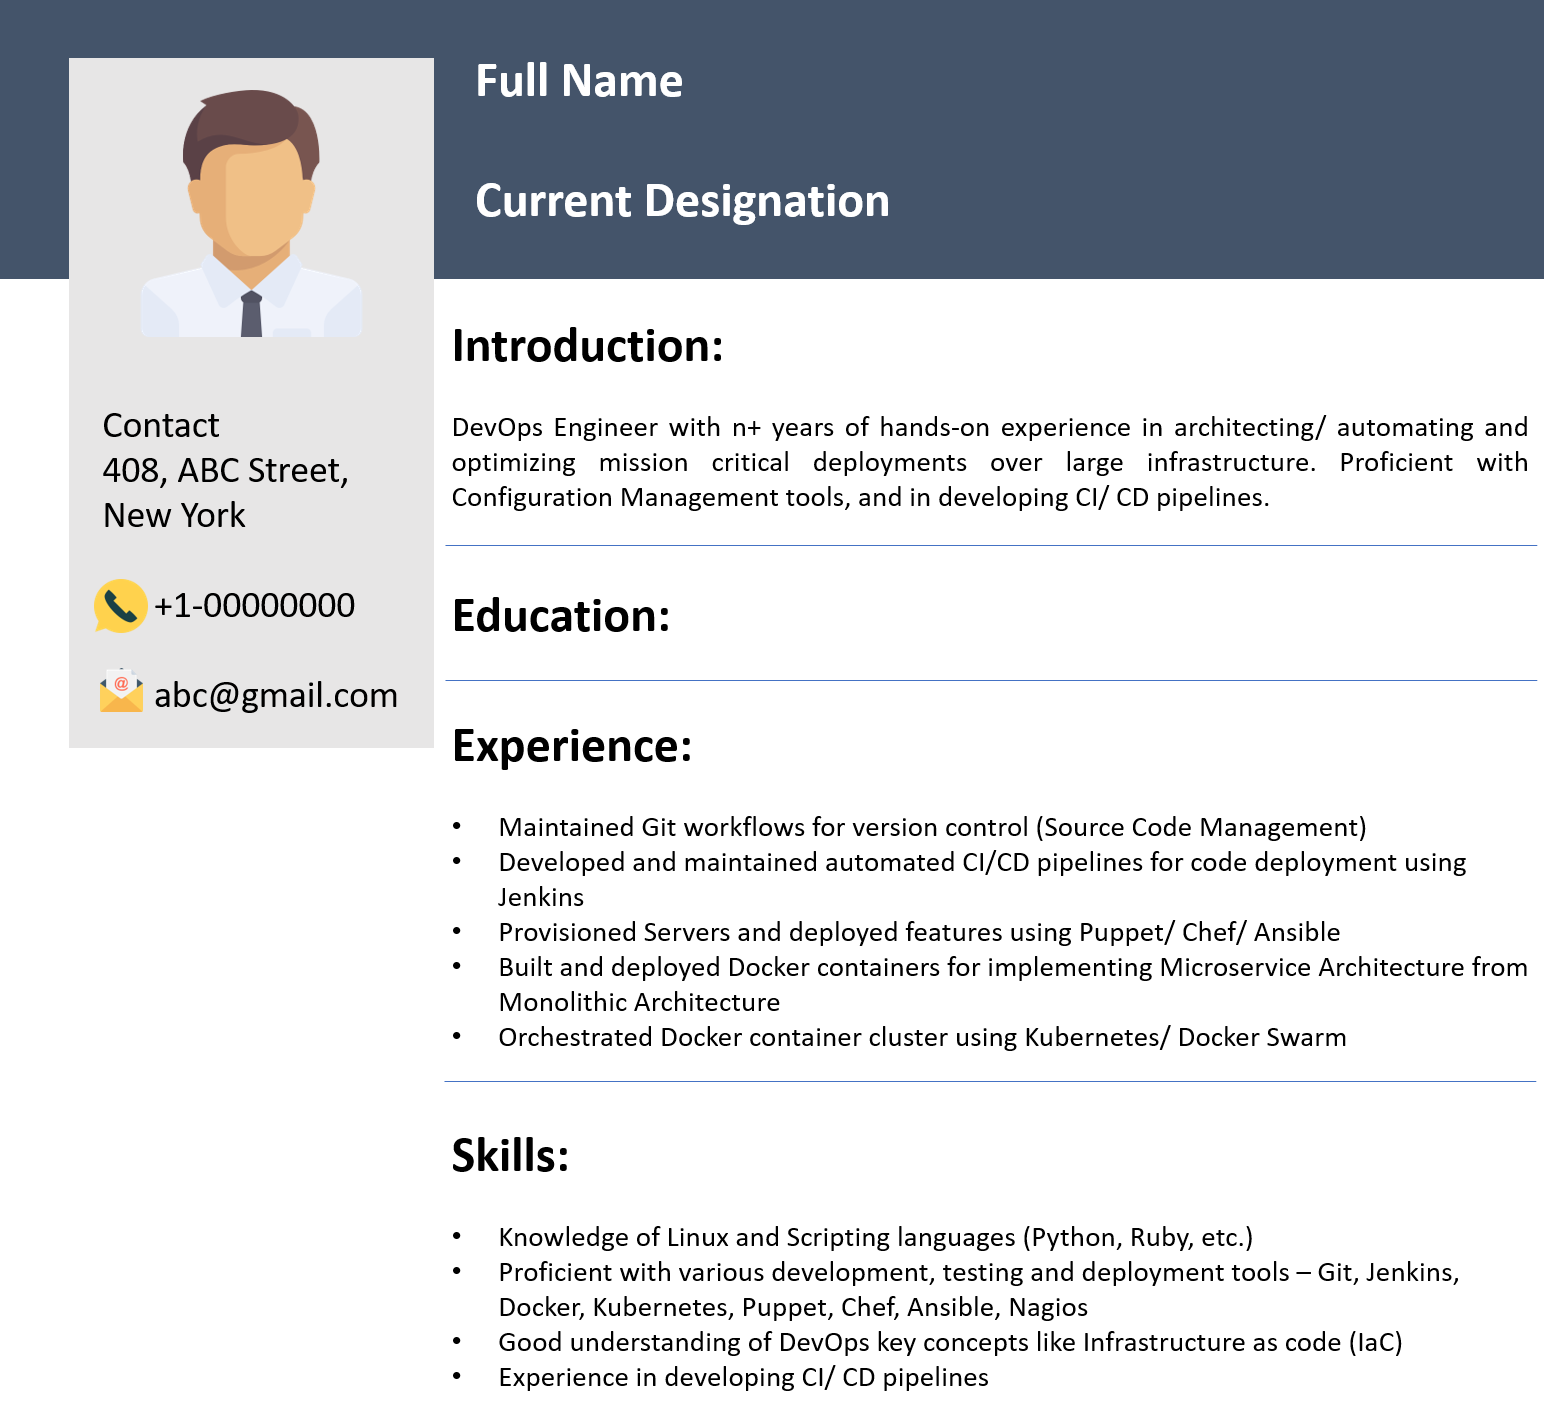 Full Name
Current Designation
Contact
408, ABC Street,
New York
+1-00000000
@
abc@gmail.com
Introduction:
DevOps Engineer with n+ years of hands-on experience in architecting/ automating and
optimizing mission critical deployments over large infrastructure. Proficient with
Configuration Management tools, and in developing CI/ CD pipelines.
Education:
Experience:
• Maintained Git workflows for version control (Source Code Management)
• Developed and maintained automated CI/CD pipelines for code deployment using
Jenkins
• Provisioned Servers and deployed features using Puppet/ Chef/ Ansible
• Built and deployed Docker containers for implementing Microservice Architecture from
Monolithic Architecture
• Orchestrated Docker container cluster using Kubernetes/ Docker Swarm
Skills:
• Knowledge of Linux and Scripting languages (Python, Ruby, etc.)
• Proficient with various development, testing and deployment tools – Git, Jenkins,
Docker, Kubernetes, Puppet, Chef, Ansible, Nagios
• Good understanding of DevOps key concepts like Infrastructure as code (IaC)
• Experience in developing CI/ CD pipelines